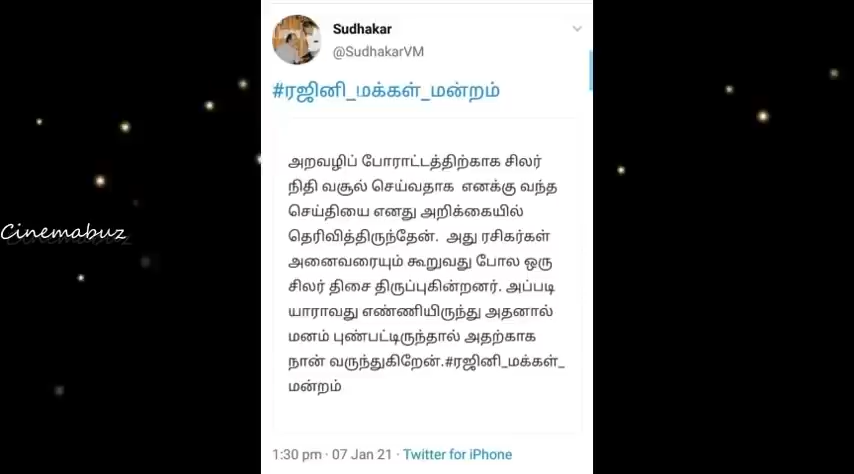 Sudhakar
@SudhakarVM
#ரஜினி_மக்கள்_மன்றம்
அறவழிப் போராட்டத்திற்காக சிலர்
நிதி வசூல் செய்வதாக எனக்கு வந்த
செய்தியை எனது அறிக்கையில்
தெரிவித்திருந்தேன். அது ரசிகர்கள்
அனைவரையும் கூறுவது போல ஒரு
சிலர் திசை திருப்புகின்றனர். அப்படி
யாராவது எண்ணியிருந்து அதனால்
மனம் புண்பட்டிருந்தால் அதற்காக
நான் வருந்துகிறேன்.#ரஜினி_மக்கள்_
மன்றம்
1:30 pm · 07 Jan 21 · Twitter for iPhone
Cinemabuz